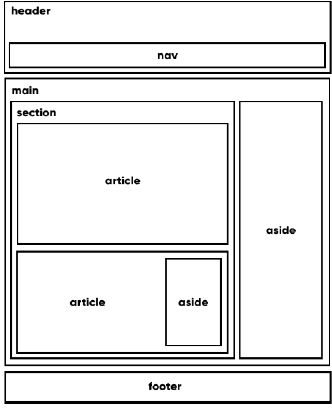 header
nav
main
section
article
aside
article
aside
footer